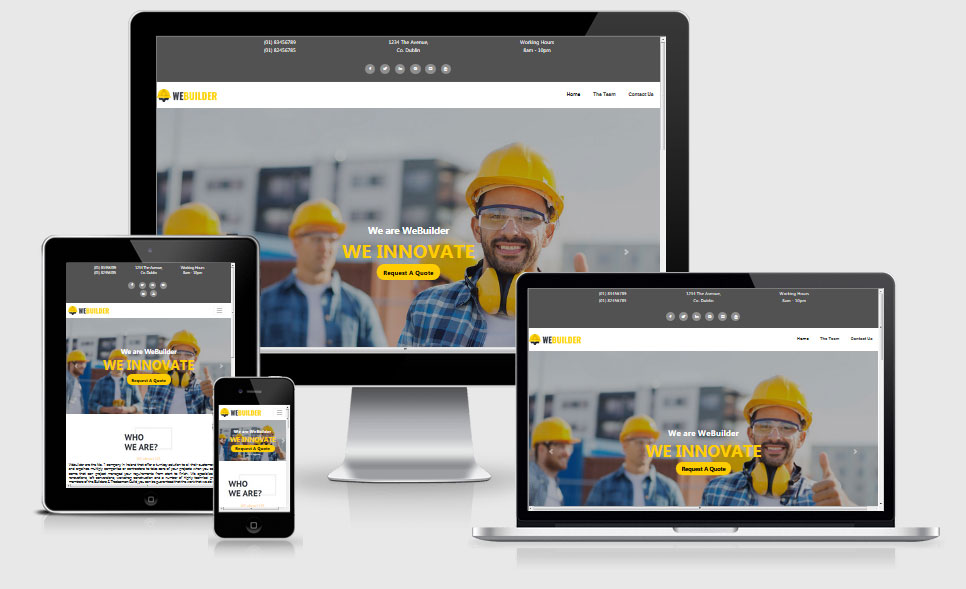 (01) 83456789
(01) 82456785
1234 The Avenue,
Co. Dublin
Working Hours
8am - 10pm
WEBUILDER
Home
The Team
Contact Us
We are WeBuilder
WE INNOVATE
Request A Quote
(01) 83456789
(01) 82456785
1234 The Avenue,
Co. Dublin
Working Hours
8am - 10pm
WEBUILDER
We are WeBuilder
WE INNOVATE
Request A Quote
WHO
WE ARE?
WEBUILDER
We are WeBuilder
WE INNOVATE
Request A Quote
WHO
WE ARE?
(01) 83456789
(01) 82456785
1234 The Avenue,
Co. Dublin
Working Hours
8am - 10pm
WEBUILDER
Home
The Team
Contact Us
We are WeBuilder
WE INNOVATE
Request A Quote